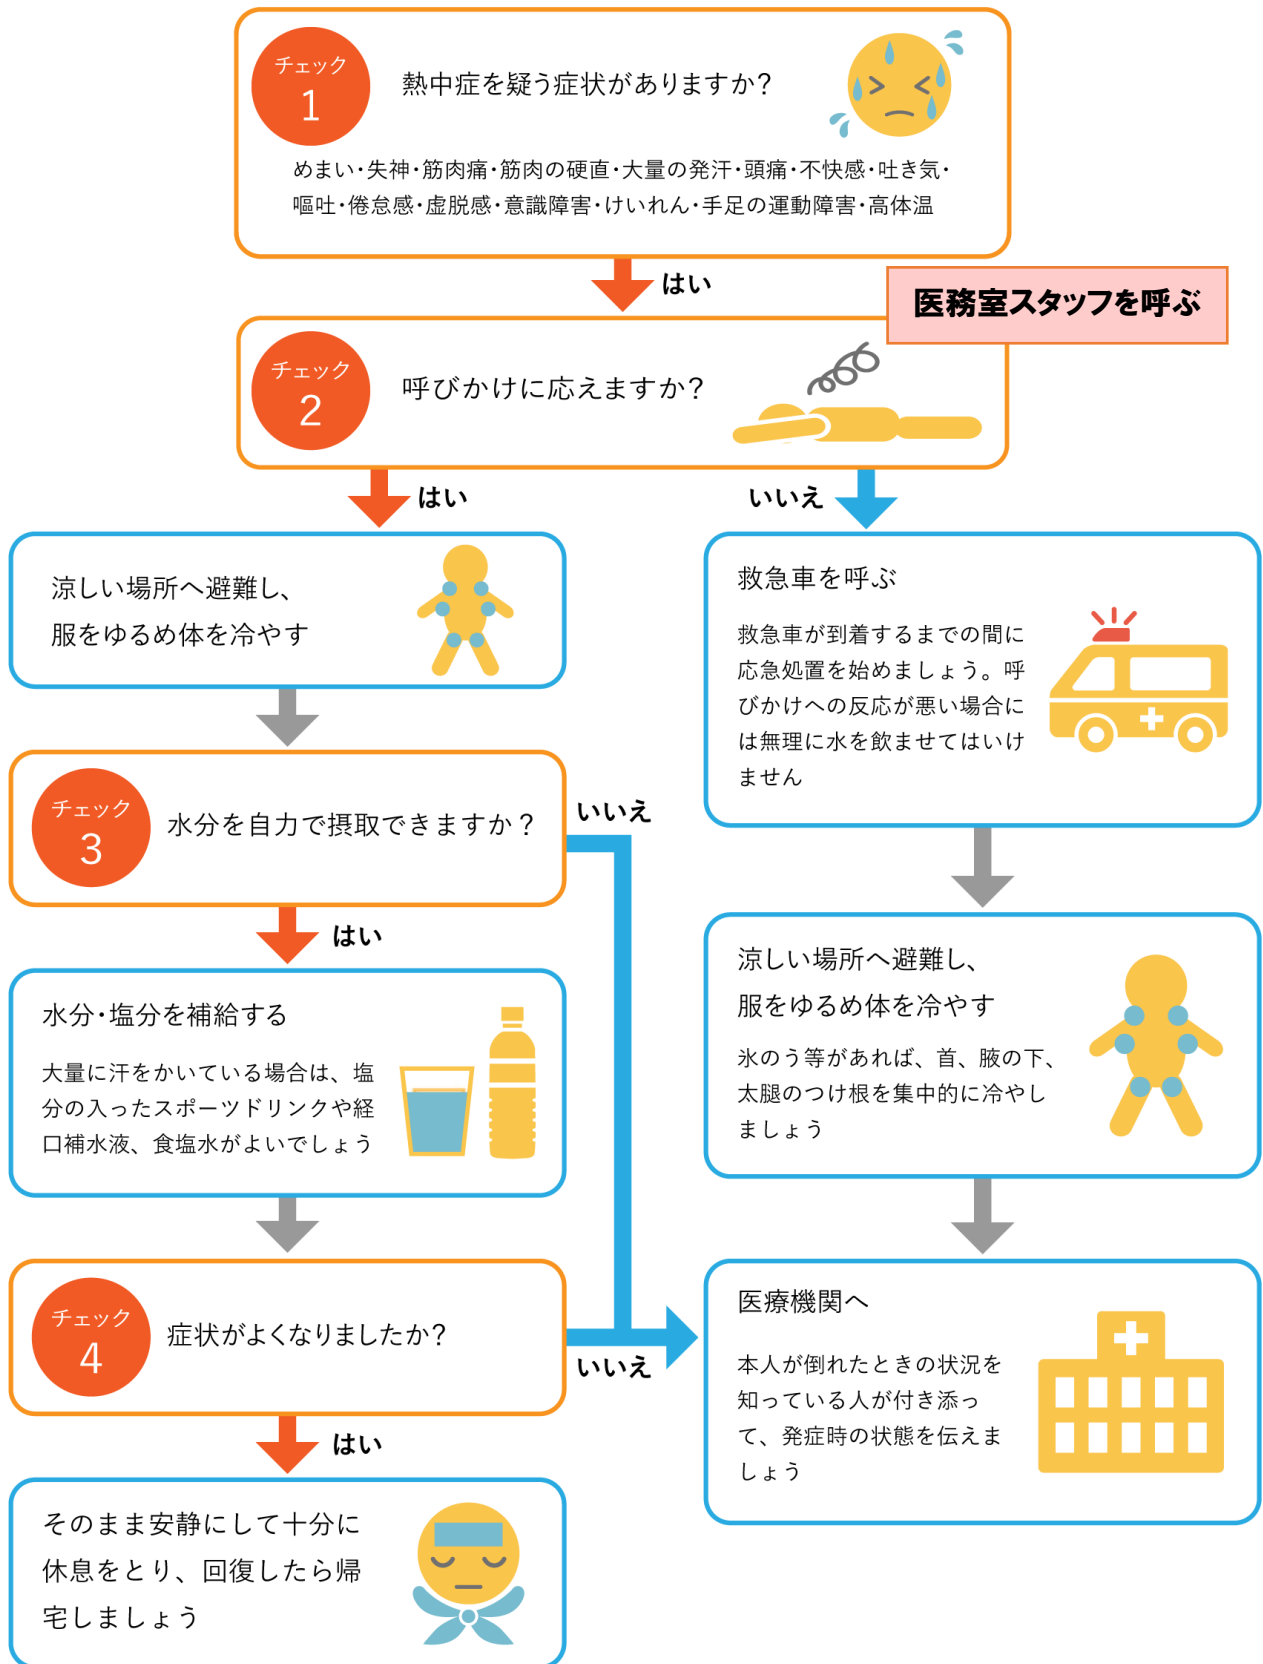 チェック
1
熱中症を疑う症状がありますか?
めまい・失神・筋肉痛・筋肉の硬直・大量の発汗・頭痛・不快感・吐き気・
嘔吐・倦怠感・虚脱感・意識障害・けいれん・手足の運動障害・高体温
はい
医務室スタッフを呼ぶ
チェック
2
呼びかけに応えますか?
はい
いいえ
涼しい場所へ避難し、
服をゆるめ体を冷やす
救急車を呼ぶ
救急車が到着するまでの間に
応急処置を始めましょう。呼
びかけへの反応が悪い場合に
は無理に水を飲ませてはいけ
ません
チェック
3
水分を自力で摂取できますか?
いいえ
はい
涼しい場所へ避難し、
服をゆるめ体を冷やす
氷のう等があれば、首、腋の下、
太腿のつけ根を集中的に冷やし
ましょう
水分・塩分を補給する
大量に汗をかいている場合は、塩
分の入ったスポーツドリンクや経
口補水液、食塩水がよいでしょう
チェック
4
症状がよくなりましたか?
いいえ
はい
医療機関へ
本人が倒れたときの状況を
知っている人が付き添っ
て、発症時の状態を伝えま
しょう
そのまま安静にして十分に
休息をとり、回復したら帰
宅しましょう